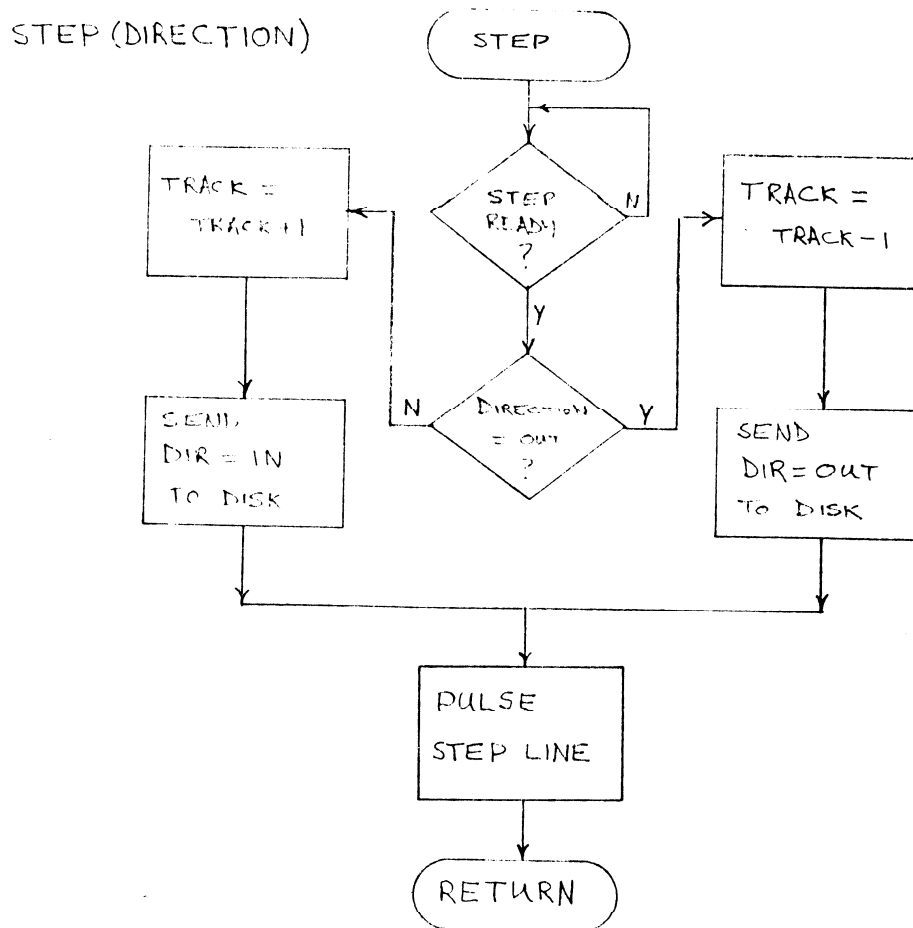 STEP (DIRECTION)
STEP
STEP
READY
?
N
Y
TRACK =
TRACK+1
TRACK =
TRACK-1
DIRECTION
= OUT
?
N
Y
SEND
DIR = IN
TO DISK
SEND
DIR=OUT
TO DISK
PULSE
STEP LINE
RETURN